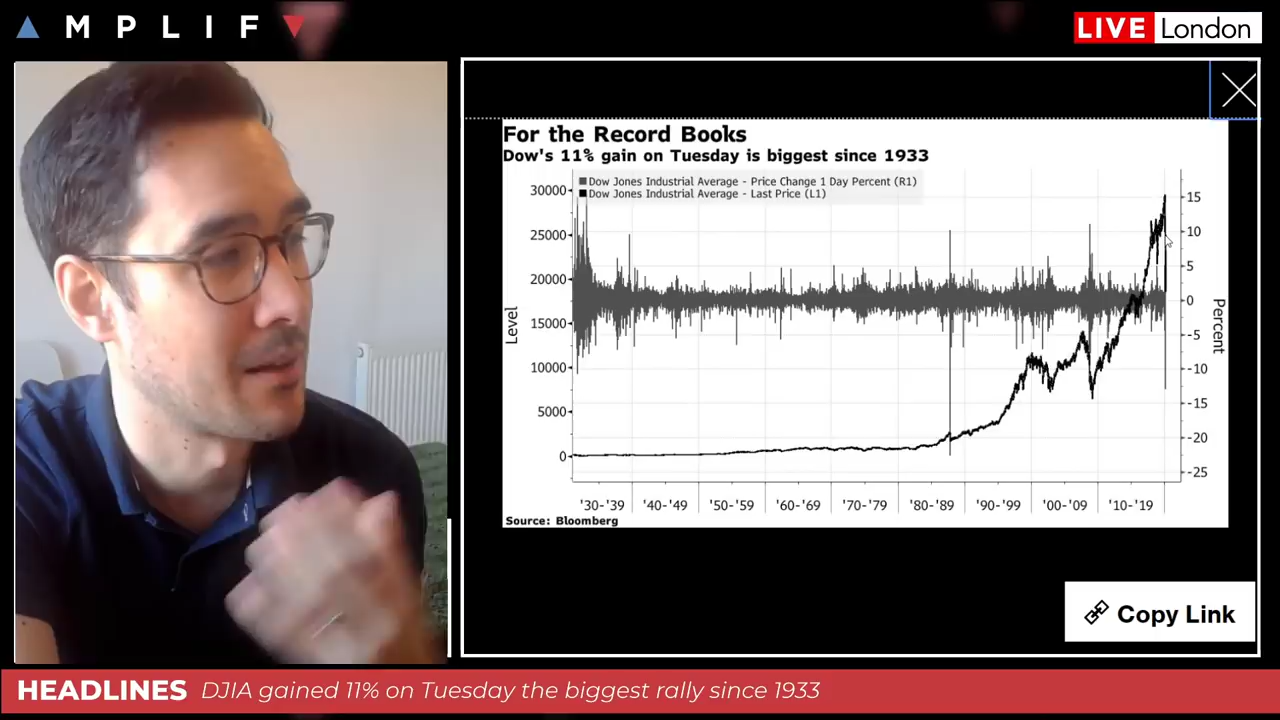 MPLIF
LIVE London
For the Record Books
Dow's 11% gain on Tuesday is biggest since 1933
Dow Jones Industrial Average - Price Change 1 Day Percent (R1)
Dow Jones Industrial Average - Last Price (L1)
30000
25000
20000
15000
10000
5000
0
Level
15
10
5
0
-5
-10
-15
-20
-25
Percent
'30-'39 '40-'49 '50-'59 '60-'69 '70-'79 '80-'89 '90-'99 '00-'09 '10-'19
Source: Bloomberg
Copy Link
HEADLINES DJIA gained 11% on Tuesday the biggest rally since 1933